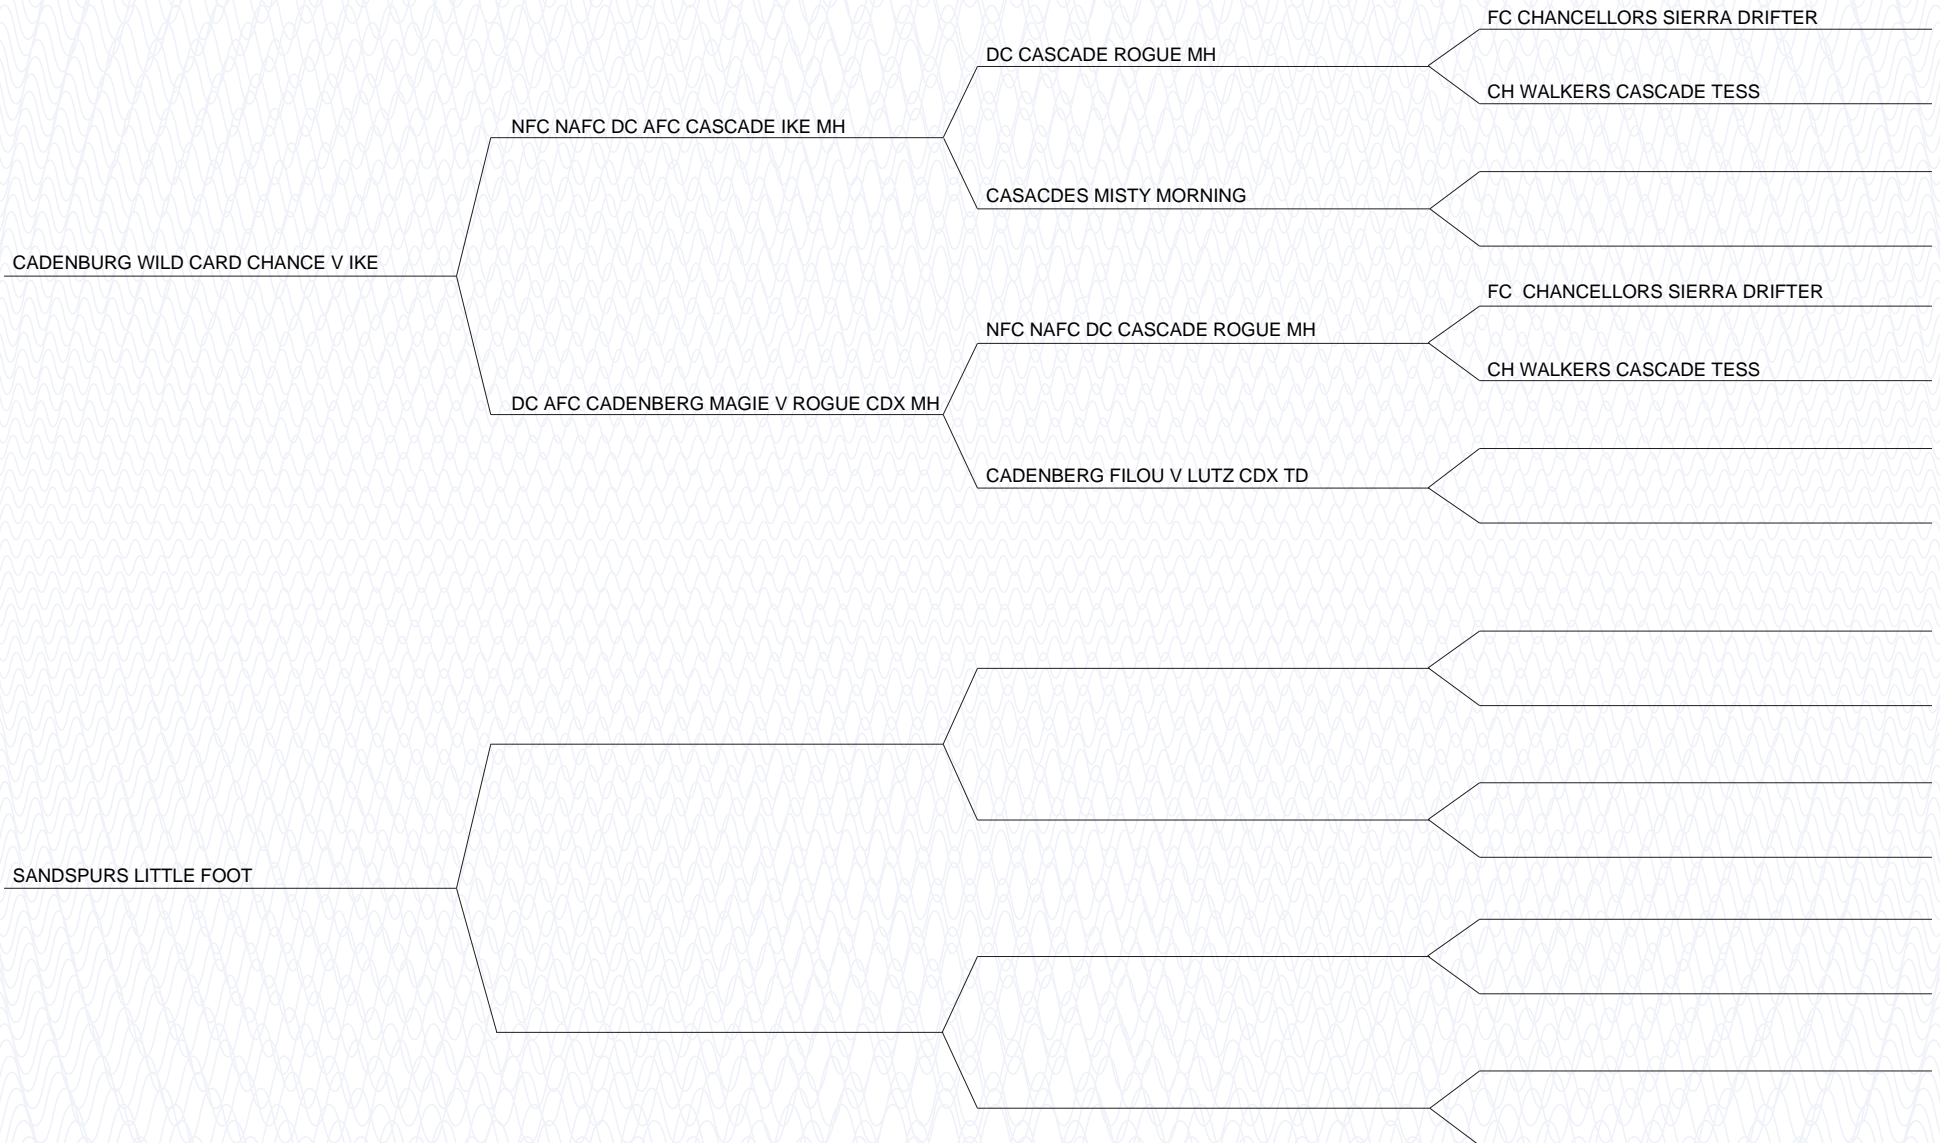 FC CHANCELLORS SIERRA DRIFTER
DC CASCADE ROGUE MH
CH WALKERS CASCADE TESS
NFC NAFC DC AFC CASCADE IKE MH
CASACDES MISTY MORNING
CADENBURG WILD CARD CHANCE V IKE
FC  CHANCELLORS SIERRA DRIFTER
NFC NAFC DC CASCADE ROGUE MH
CH WALKERS CASCADE TESS
DC AFC CADENBERG MAGIE V ROGUE CDX MH
CADENBERG FILOU V LUTZ CDX TD
SANDSPURS LITTLE FOOT